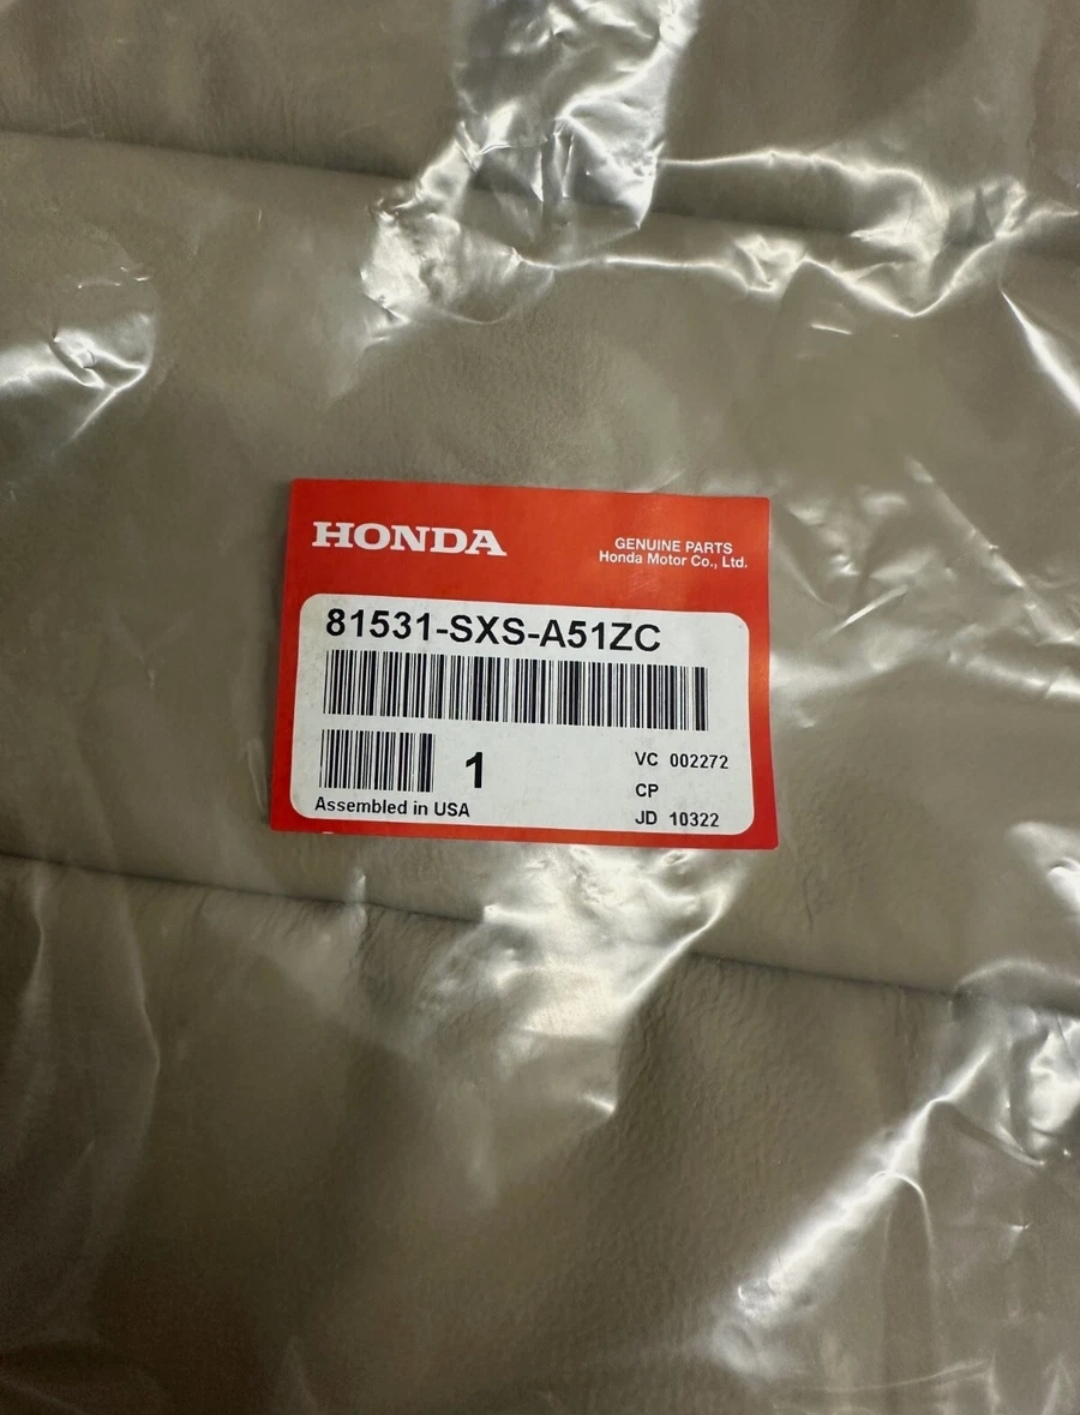 HONDA
GENUINE PARTS
Honda Motor Co., Ltd.
81531-SXS-A51ZC
1
VC 002272
CP
Assembled in USA
JD 10322